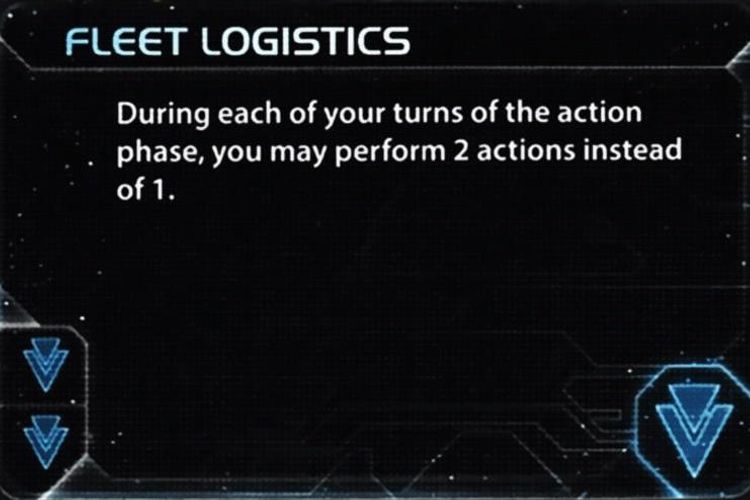 FLEET LOGISTICS
During each of your turns of the action
phase, you may perform 2 actions instead
of 1.